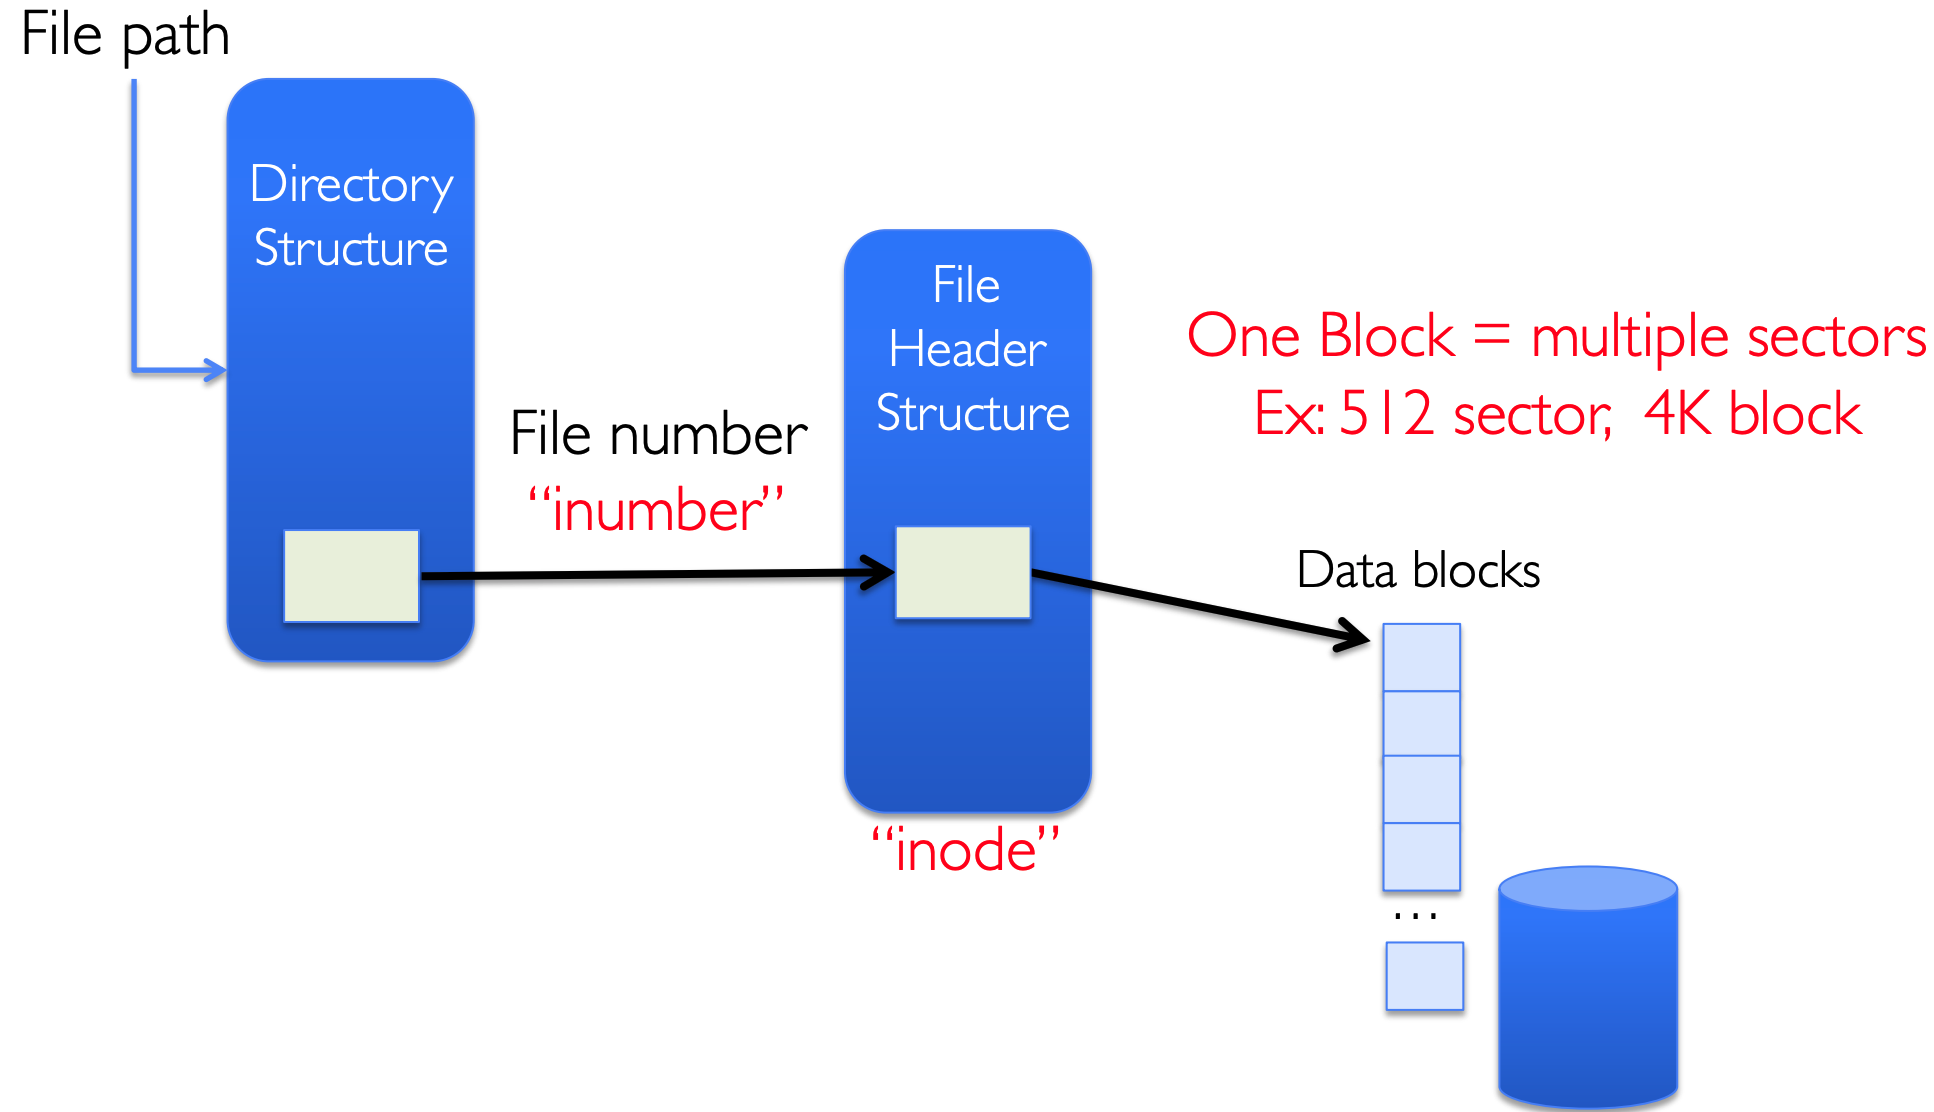 File path
Directory
Structure
File
Header
Structure
One Block = multiple sectors
Ex: 512 sector,  4K block
File number
“inumber”
Data blocks
“inode”
…